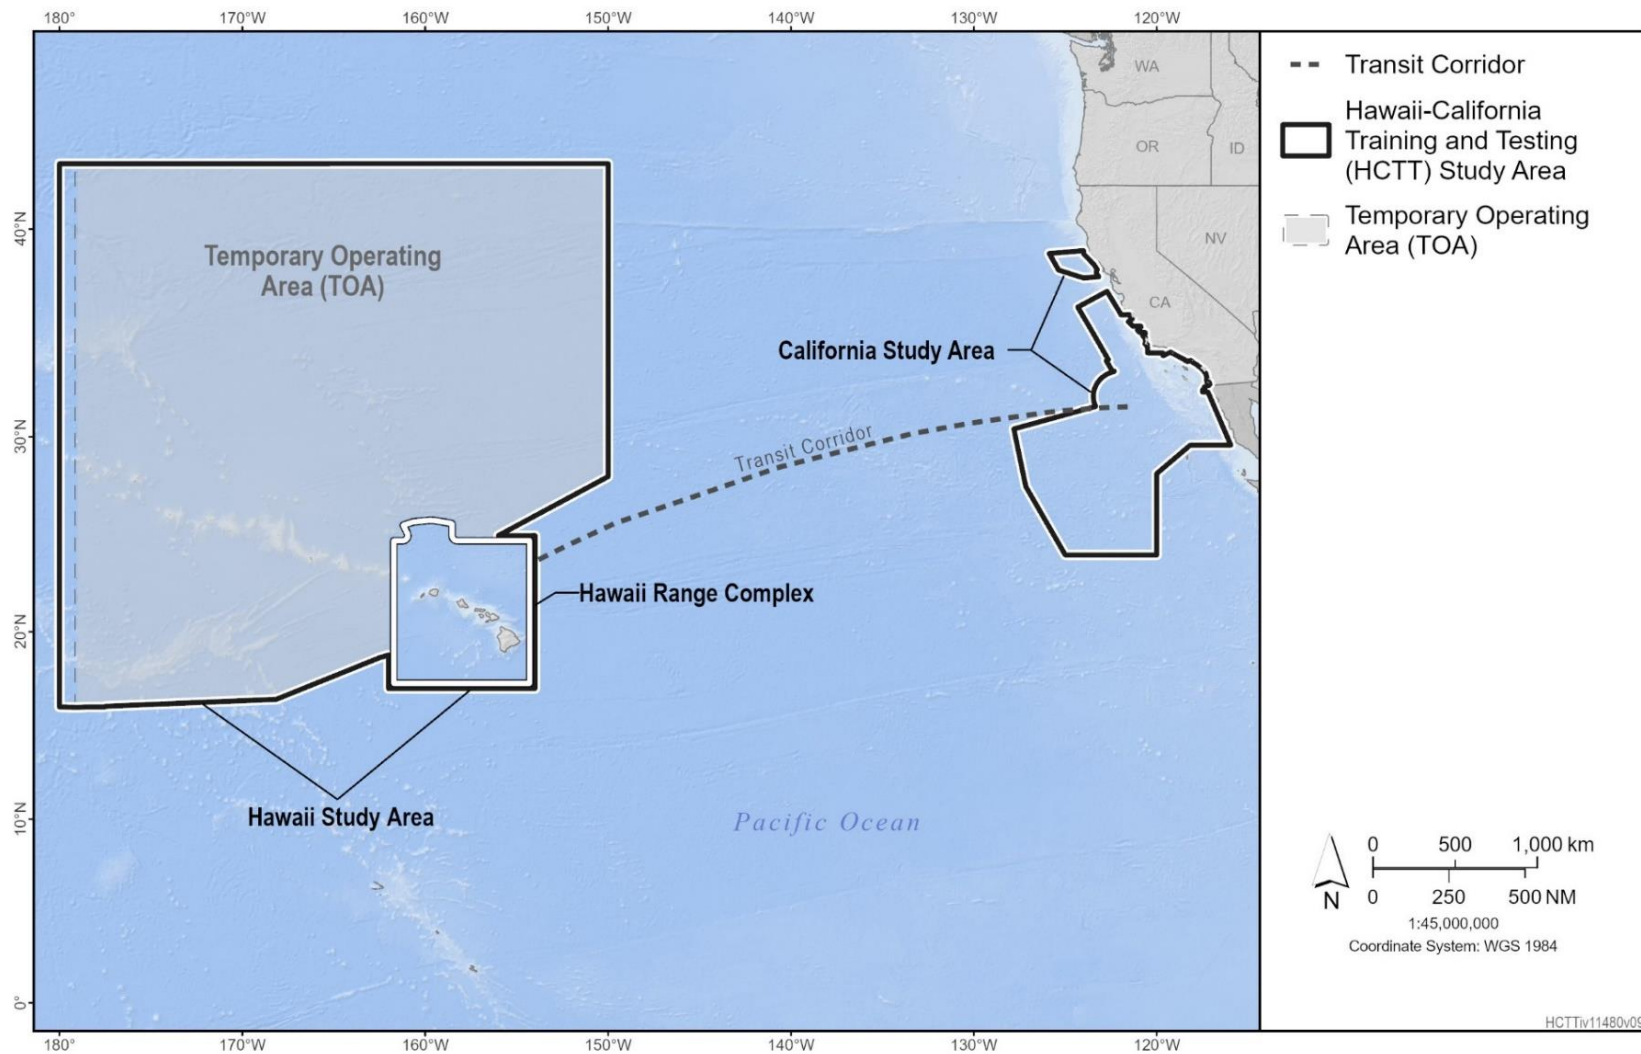 180°
170°W
160°W
150°W
140°W
130°W
120°W
WA
OR
ID
NV
CA
40°N
30°N
20°N
10°N
0°
Temporary Operating
Area (TOA)
California Study Area
Transit Corridor
Hawaii Range Complex
Hawaii Study Area
Pacific Ocean
180°
170°W
160°W
150°W
140°W
130°W
120°W
Transit Corridor
Hawaii-California
Training and Testing
(HCTT) Study Area
Temporary Operating
Area (TOA)
N
0 500 1,000 km
0 250 500 NM
1:45,000,000
Coordinate System: WGS 1984
HCTTiv11480v09